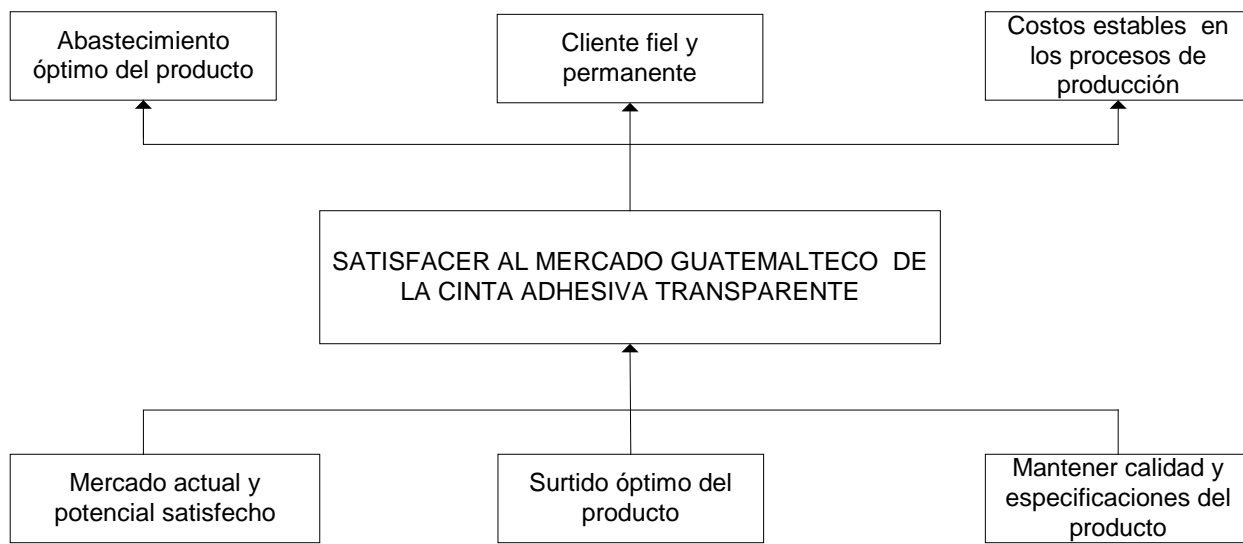 Abastecimiento
óptimo del producto
Cliente fiel y
permanente
Costos estables  en
los procesos de
producción
SATISFACER AL MERCADO GUATEMALTECO  DE
LA CINTA ADHESIVA TRANSPARENTE
Mercado actual y
potencial satisfecho
Surtido óptimo del
producto
Mantener calidad y
especificaciones del
producto